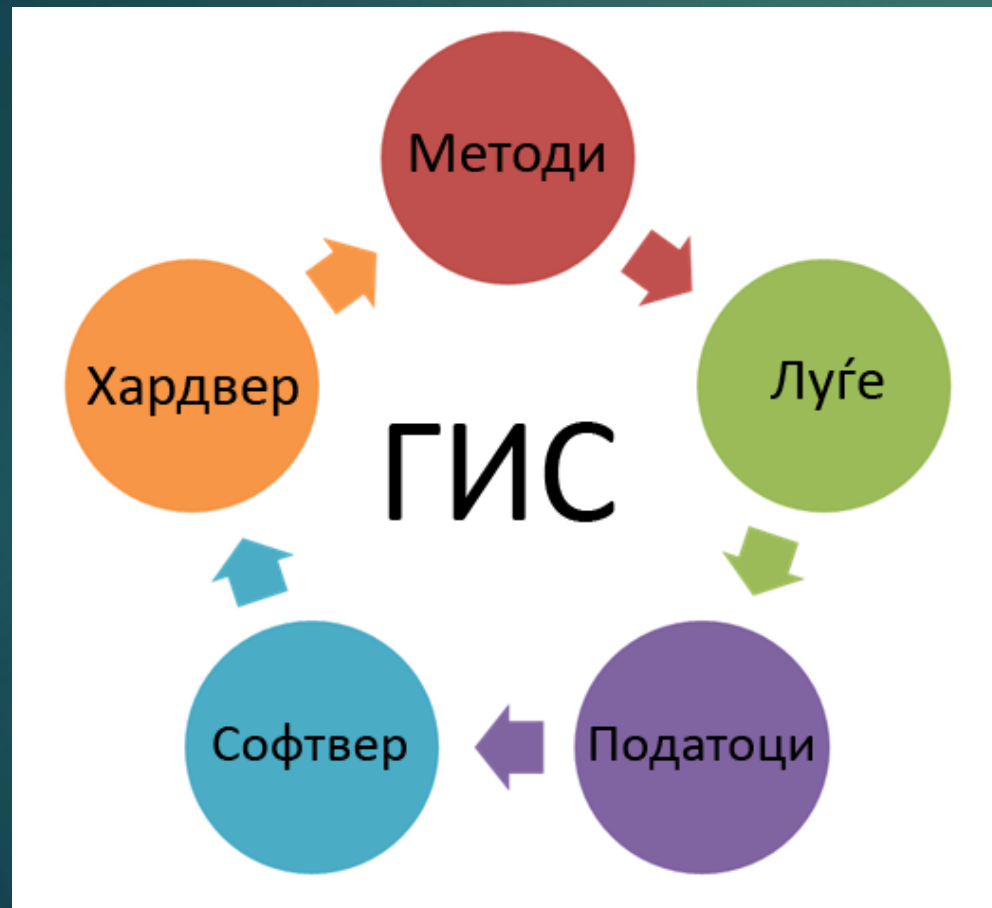 Методи
Луѓе
Податоци
Софтвер
Хардвер
ГИС